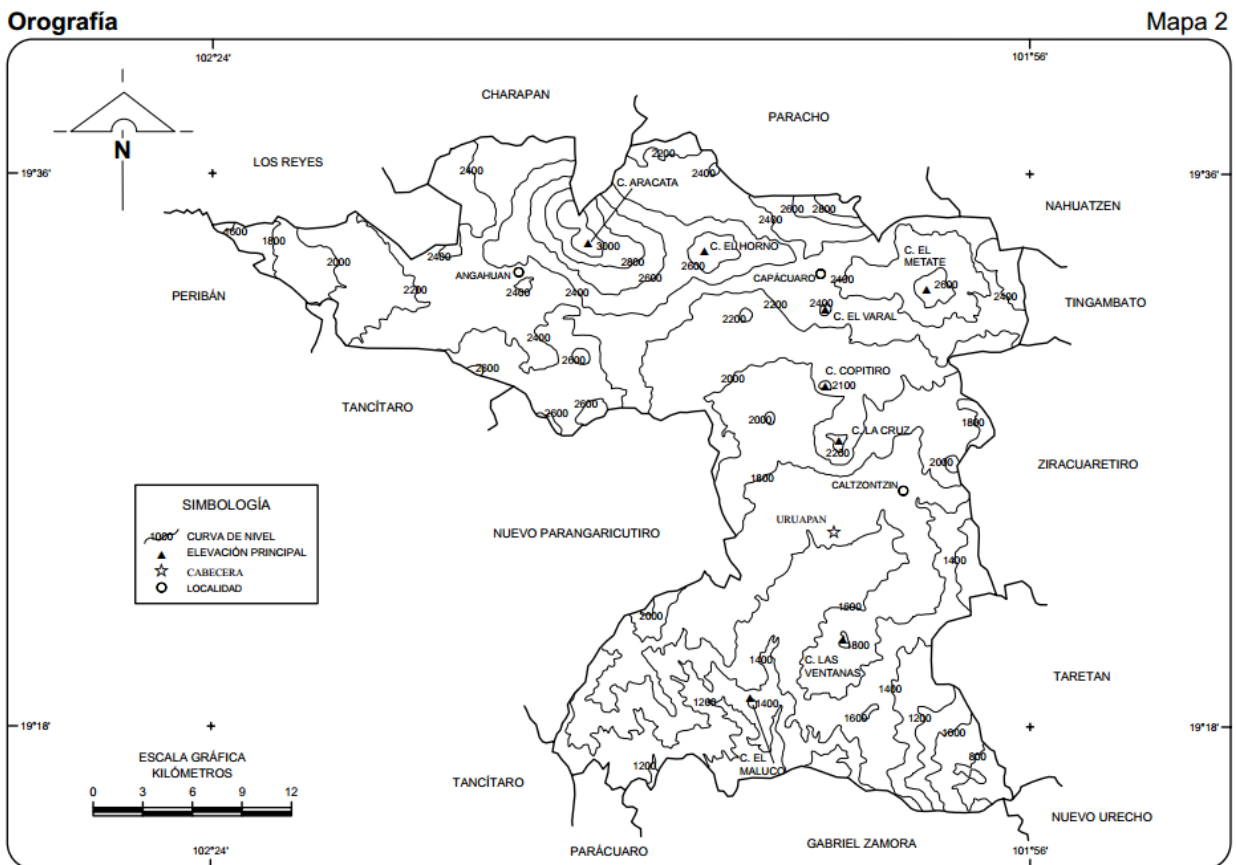 Orografía
Mapa 2
102°24'
101°56'
CHARAPAN
PARACHO
N
LOS REYES
2200
19°36'
2400
2400
19°36'
C. ARACATA
NAHUATZEN
2600
2800
2400
1600
1800
2000
2400
3000
2800
2600
C. EL HORNO
2600
C. EL
METATE
ANGAHUAN
CAPÁCUARO
2400
2600
PERIBÁN
2200
2400
2400
2400
TINGAMBATO
2200
2200
2400
C. EL VARAL
2400
2600
2600
C. COPITIRO
2000
2100
TANCÍTARO
2600
2600
2000
C. LA CRUZ
1800
2200
2000
ZIRACUARETIRO
1800
CALTZONTZIN
SIMBOLOGÍA
1000 CURVA DE NIVEL
ELEVACIÓN PRINCIPAL
CABECERA
LOCALIDAD
NUEVO PARANGARICUTIRO
URUAPAN
1400
2000
1800
1800
1400
C. LAS
VENTANAS
TARETAN
1400
1200
1400
1600
1200
1000
19°18'
19°18'
800
ESCALA GRÁFICA
KILÓMETROS
0 3 6 9 12
1200
C. EL
MALUCO
TANCÍTARO
NUEVO URECHO
PARÁCUARO
GABRIEL ZAMORA
102°24'
101°56'